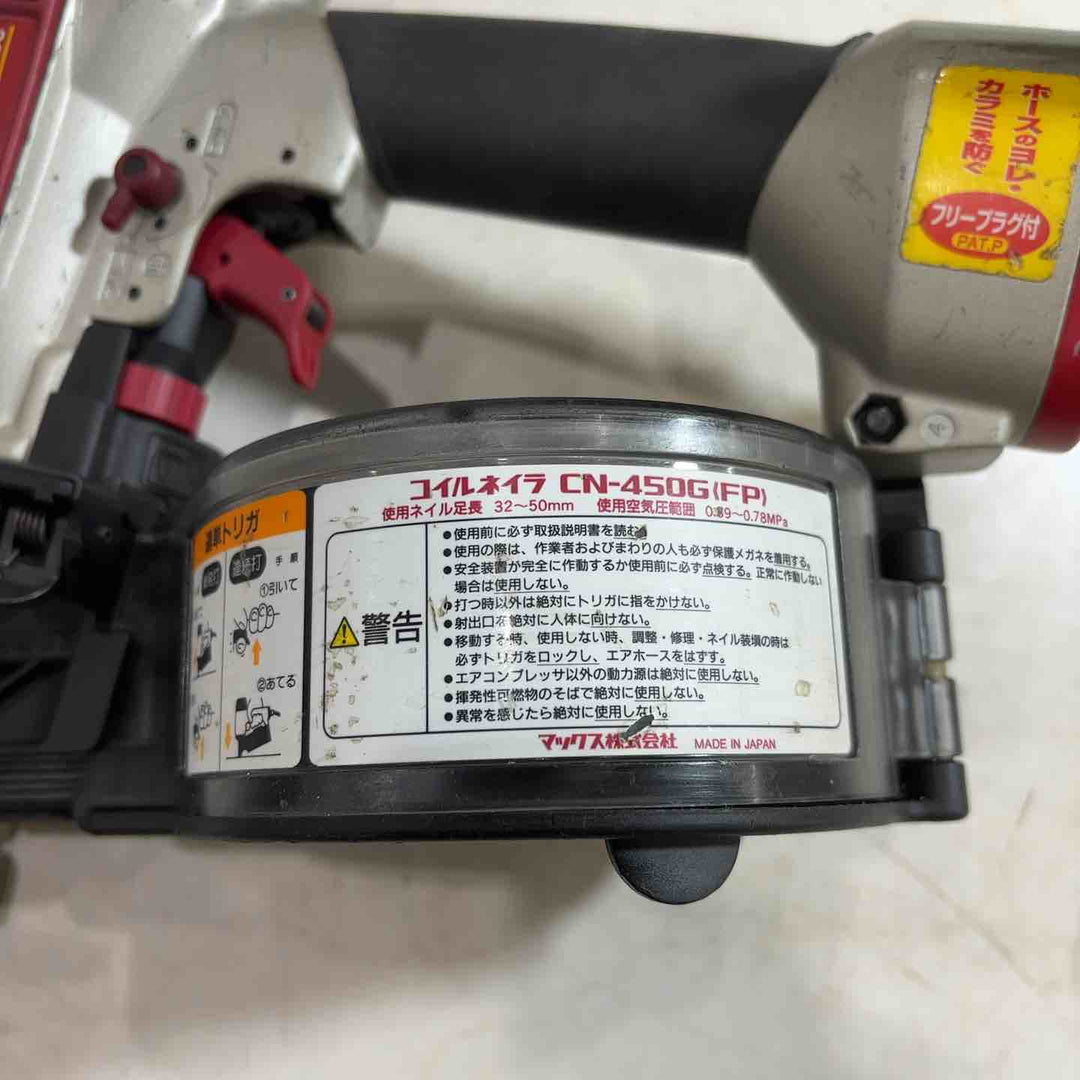 ホースのヨレ・
カラミを防ぐ
フリープラグ付
PAT.P
コイルネイラ CN-450G(FP)
使用ネイル足長 32～50mm 使用空気圧範囲 0.39～0.78MPa
警告
●使用前に必ず取扱説明書を読む。
●使用の際は、作業者およびまわりの人も必ず保護メガネを着用する。
●安全装置が完全に作動するか使用前に必ず点検する。正常に作動しない
場合は使用しない。
●打つ時以外は絶対にトリガに指をかけない。
●射出口を絶対に人体に向けない。
●移動する時、使用しない時、調整・修理・ネイル装填の時は
必ずトリガをロックし、エアホースをはずす。
●エアコンプレッサ以外の動力源は絶対に使用しない。
●揮発性可燃物のそばで絶対に使用しない。
●異常を感じたら絶対に使用しない。
マックス株式会社 MADE IN JAPAN
トリガ
手順
①引いて
②あてる